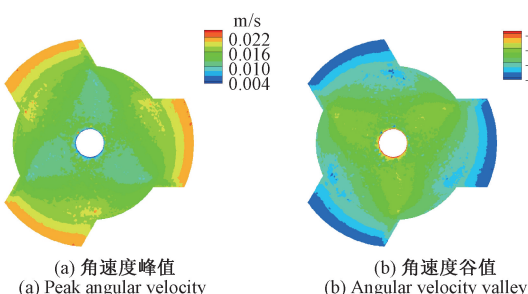 m/s
0.022
0.016
0.010
0.004
(a) 角速度峰值
(a) Peak angular velocity
(b) 角速度谷值
(b) Angular velocity valley